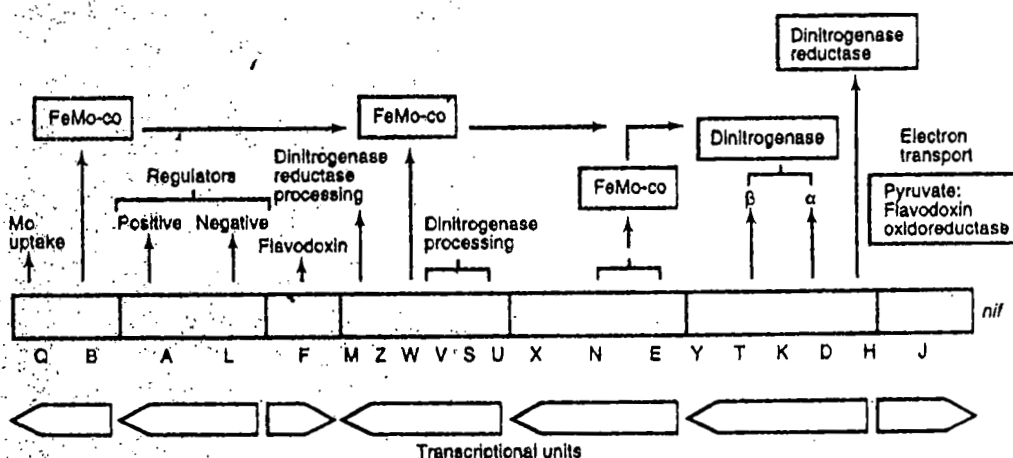 Dinitrogenase
reductase
FeMo-co
FeMo-co
Dinitrogenase
Electron
transport
Regulators
Dinitrogenase
reductase
processing
FeMo-co
Pyruvate:
Flavodoxin
oxidoreductase
β α
Mo
uptake
Positive Negative
Flavodoxin
Dinitrogenase
processing
nif
Q B A L F M Z W V S U X N E Y T K D H J
Transcriptional units